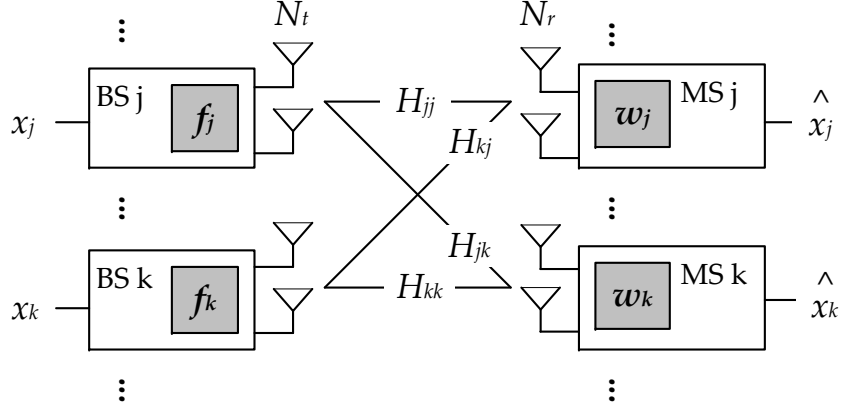 N_t N_r
BS j MS j
x_j f_j H_jj w_j x̂_j
H_kj
H_jk
BS k MS k
x_k f_k H_kk w_k x̂_k